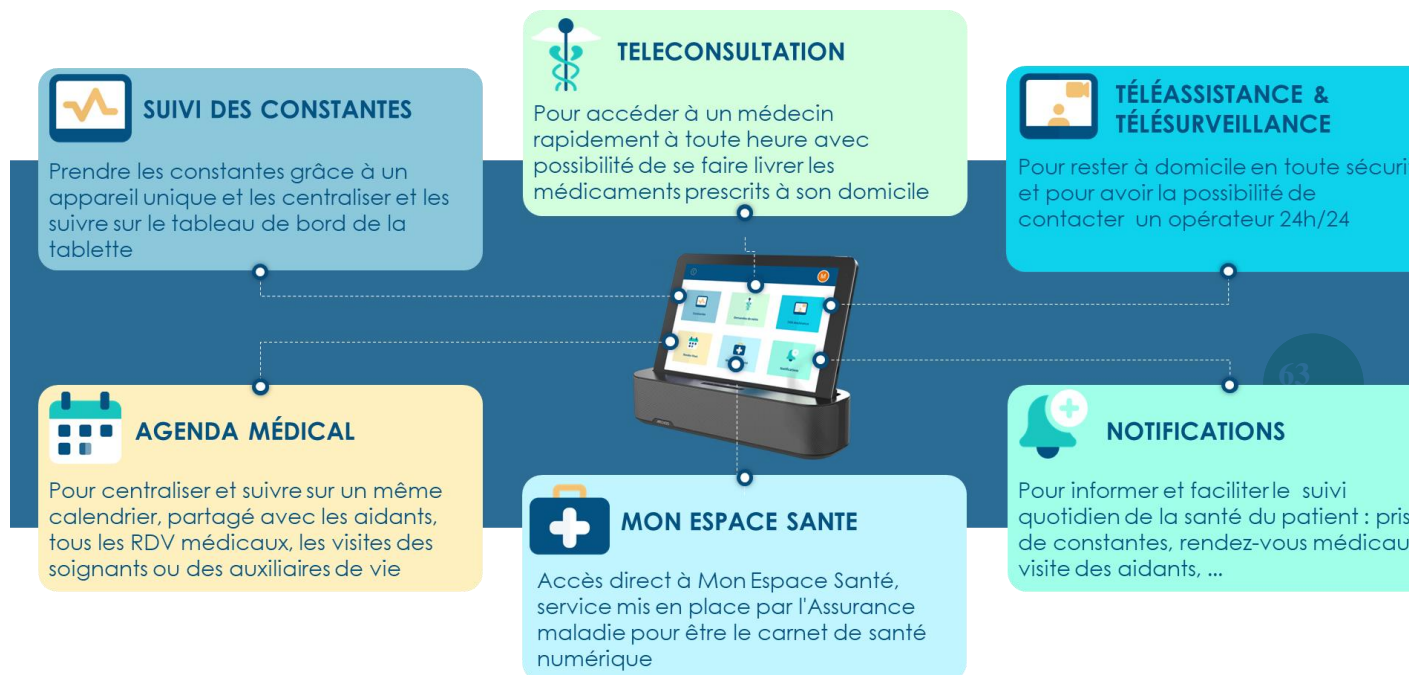 SUIVI DES CONSTANTES
Prendre les constantes grâce à un
appareil unique et les centraliser et les
suivre sur le tableau de bord de la
tablette
TELECONSULTATION
Pour accéder à un médecin
rapidement à toute heure avec
possibilité de se faire livrer les
médicaments prescrits à son domicile
TÉLÉASSISTANCE &
TÉLÉSURVEILLANCE
Pour rester à domicile en toute sécuri
et pour avoir la possibilité de
contacter un opérateur 24h/24
M
63
AGENDA MÉDICAL
Pour centraliser et suivre sur un même
calendrier, partagé avec les aidants,
tous les RDV médicaux, les visites des
soignants ou des auxiliaires de vie
MON ESPACE SANTE
Accès direct à Mon Espace Santé,
service mis en place par l'Assurance
maladie pour être le carnet de santé
numérique
NOTIFICATIONS
Pour informer et faciliter le suivi
quotidien de la santé du patient : pris
de constantes, rendez-vous médicau
visite des aidants, ...